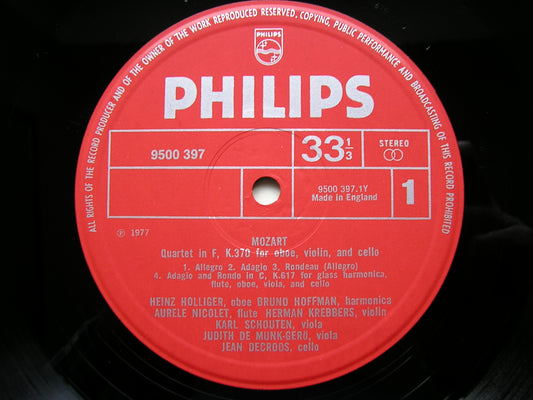 ALL RIGHTS OF THE RECORD PRODUCER AND OF THE OWNER OF THE WORK REPRODUCED RESERVED. COPYING, PUBLIC PERFORMANCE AND BROADCASTING OF THIS RECORD PROHIBITED
PHILIPS
PHILIPS
9500 397
33 1/3
STEREO
9500 397.1Y
Made in England
1
℗ 1977
MOZART
Quartet in F, K.370 for oboe, violin, and cello
1. Allegro 2. Adagio 3, Rondeau (Allegro)
4. Adagio and Rondo in C, K.617 for glass harmonica,
flute, oboe, viola, and cello
HEINZ HOLLIGER, oboe BRUNO HOFFMAN, harmonica
AURELE NICOLET, flute HERMAN KREBBERS, violin
KARL SCHOUTEN, viola
JUDITH DE MUNK-GERÖ, viola
JEAN DECROOS, cello